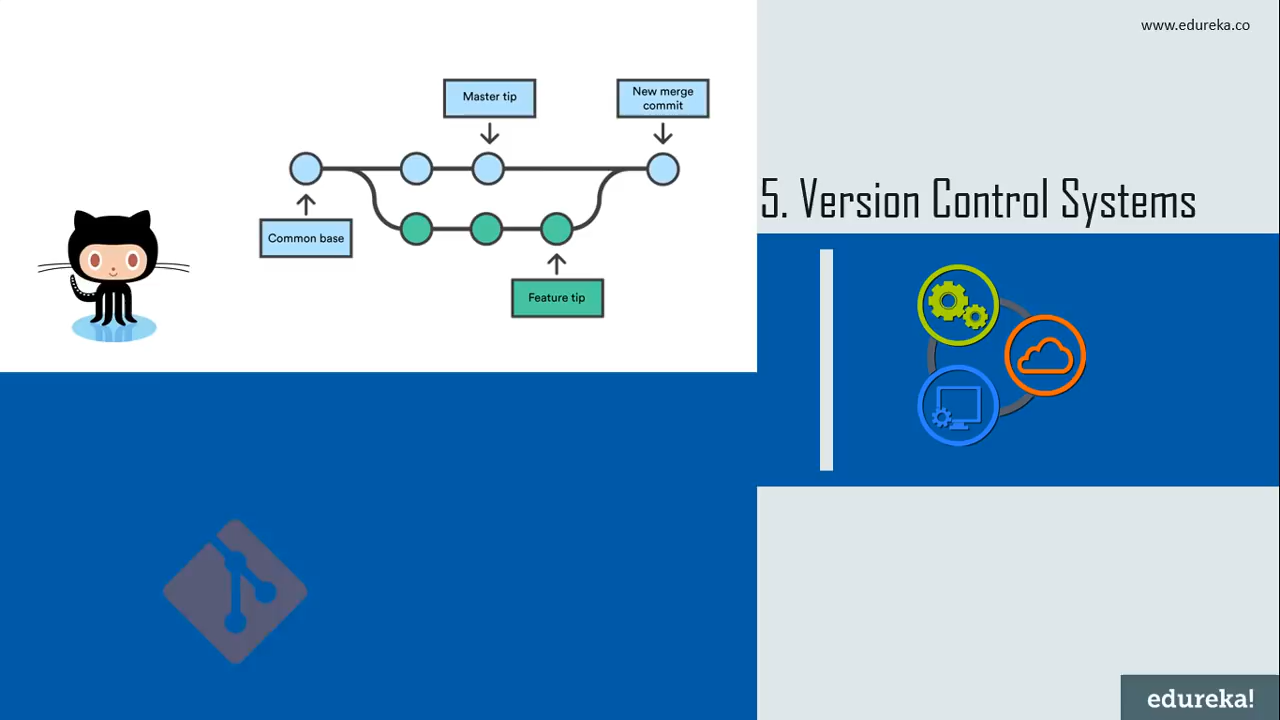 www.edureka.co
Master tip
New merge
commit
5. Version Control Systems
Common base
Feature tip
edureka!